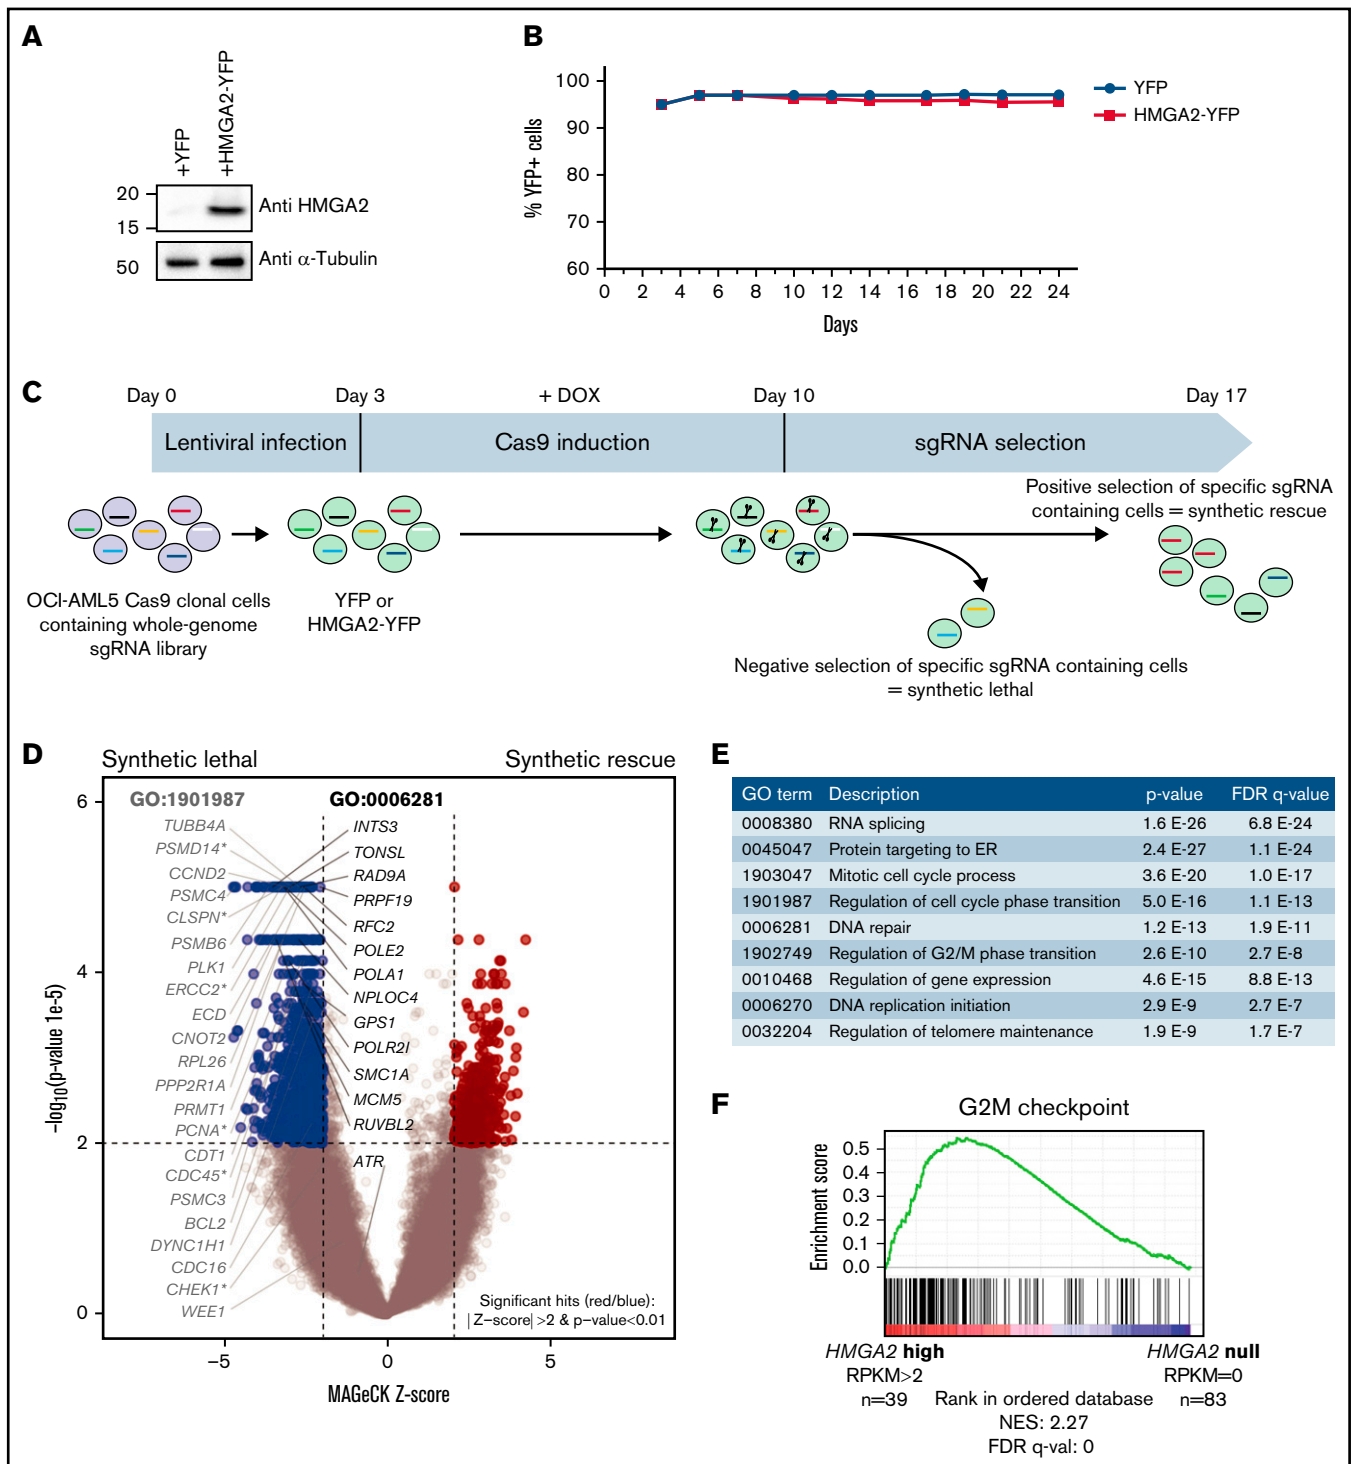 A
+YFP
+HMGA2-YFP
20
15
50
Anti HMGA2
Anti α-Tubulin
B
100
90
80
70
60
% YFP+ cells
0 2 4 6 8 10 12 14 16 18 20 22 24
Days
YFP
HMGA2-YFP
C
Day 0 Day 3 + DOX Day 10 Day 17
Lentiviral infection Cas9 induction sgRNA selection
Positive selection of specific sgRNA
containing cells = synthetic rescue
OCI-AML5 Cas9 clonal cells
containing whole-genome
sgRNA library
YFP or
HMGA2-YFP
Negative selection of specific sgRNA containing cells
= synthetic lethal
D
Synthetic lethal Synthetic rescue
GO:1901987
TUBB4A
PSMD14*
CCND2
PSMC4
CLSPN*
PSMB6
PLK1
ERCC2*
ECD
CNOT2
RPL26
PPP2R1A
PRMT1
PCNA*
CDT1
CDC45*
PSMC3
BCL2
DYNC1H1
CDC16
CHEK1*
WEE1
GO:0006281
INTS3
TONSL
RAD9A
PRPF19
RFC2
POLE2
POLA1
NPLOC4
GPS1
POLR2I
SMC1A
MCM5
RUVBL2
ATR
6
4
2
0
−log10(p-value 1e-5)
Significant hits (red/blue):
|Z−score| >2 & p−value<0.01
−5 0 5
MAGeCK Z-score
E
GO term Description p-value FDR q-value
0008380 RNA splicing 1.6 E-26 6.8 E-24
0045047 Protein targeting to ER 2.4 E-27 1.1 E-24
1903047 Mitotic cell cycle process 3.6 E-20 1.0 E-17
1901987 Regulation of cell cycle phase transition 5.0 E-16 1.1 E-13
0006281 DNA repair 1.2 E-13 1.9 E-11
1902749 Regulation of G2/M phase transition 2.6 E-10 2.7 E-8
0010468 Regulation of gene expression 4.6 E-15 8.8 E-13
0006270 DNA replication initiation 2.9 E-9 2.7 E-7
0032204 Regulation of telomere maintenance 1.9 E-9 1.7 E-7
F
G2M checkpoint
Enrichment score
0.5
0.4
0.3
0.2
0.1
0.0
HMGA2 high
RPKM>2
n=39
HMGA2 null
RPKM=0
n=83
Rank in ordered database
NES: 2.27
FDR q-val: 0